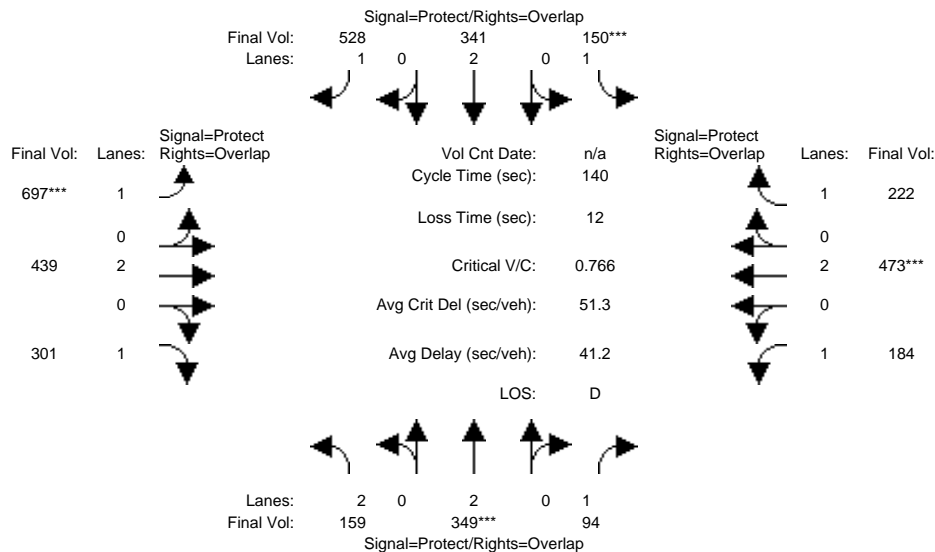 Signal=Protect/Rights=Overlap
Final Vol: 528 341 150***
Lanes: 1 0 2 0 1
Signal=Protect Signal=Protect
Final Vol: Lanes: Rights=Overlap Vol Cnt Date: n/a Rights=Overlap Lanes: Final Vol:
Cycle Time (sec): 140
697*** 1 1 222
Loss Time (sec): 12
0 0
439 2 Critical V/C: 0.766 2 473***
0 Avg Crit Del (sec/veh): 51.3 0
301 1 Avg Delay (sec/veh): 41.2 1 184
LOS: D
Lanes: 2 0 2 0 1
Final Vol: 159 349*** 94
Signal=Protect/Rights=Overlap